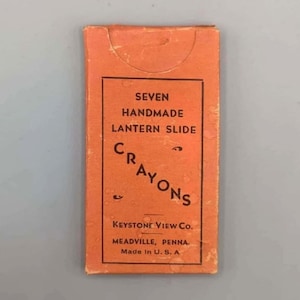 SEVEN
HANDMADE
LANTERN SLIDE
CRAYONS
KEYSTONE VIEW CO.
MEADVILLE, PENNA.
Made In U. S. A